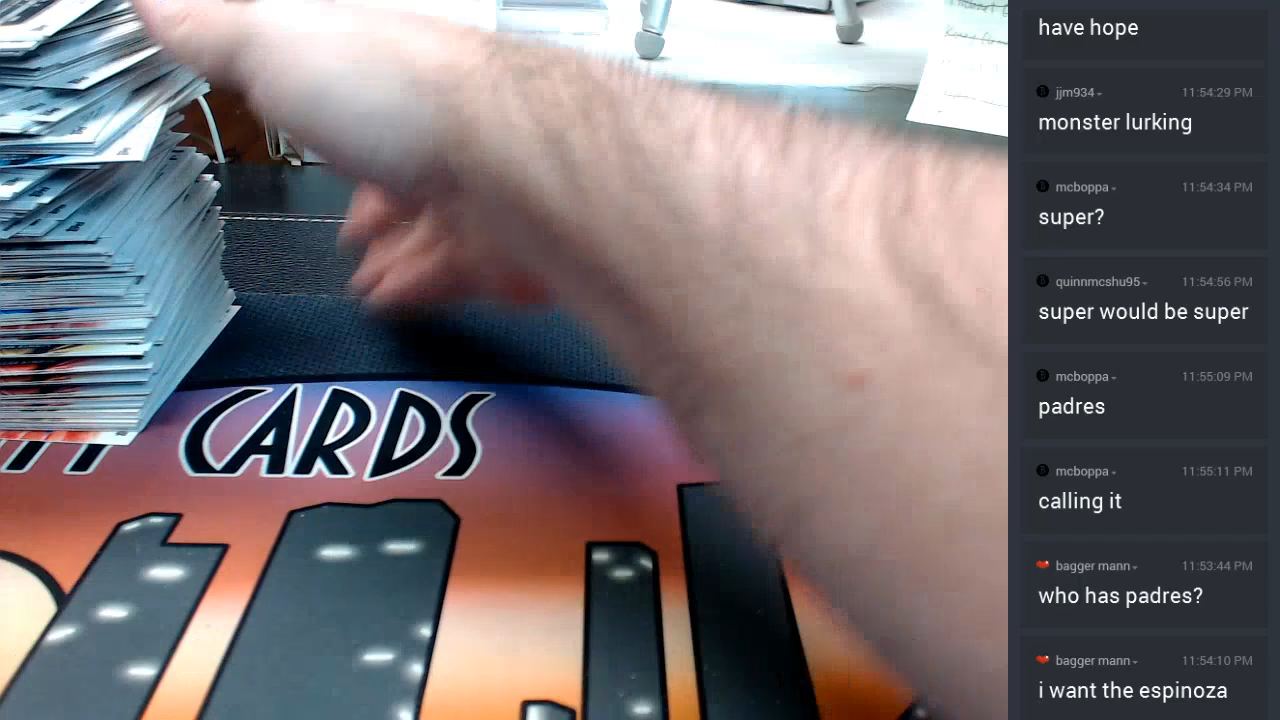 CARDS
have hope
jjm934 11:54:29 PM
monster lurking
mcboppa 11:54:34 PM
super?
quinnmcshu95 11:54:56 PM
super would be super
mcboppa 11:55:09 PM
padres
mcboppa 11:55:11 PM
calling it
bagger mann 11:53:44 PM
who has padres?
bagger mann 11:54:10 PM
i want the espinoza